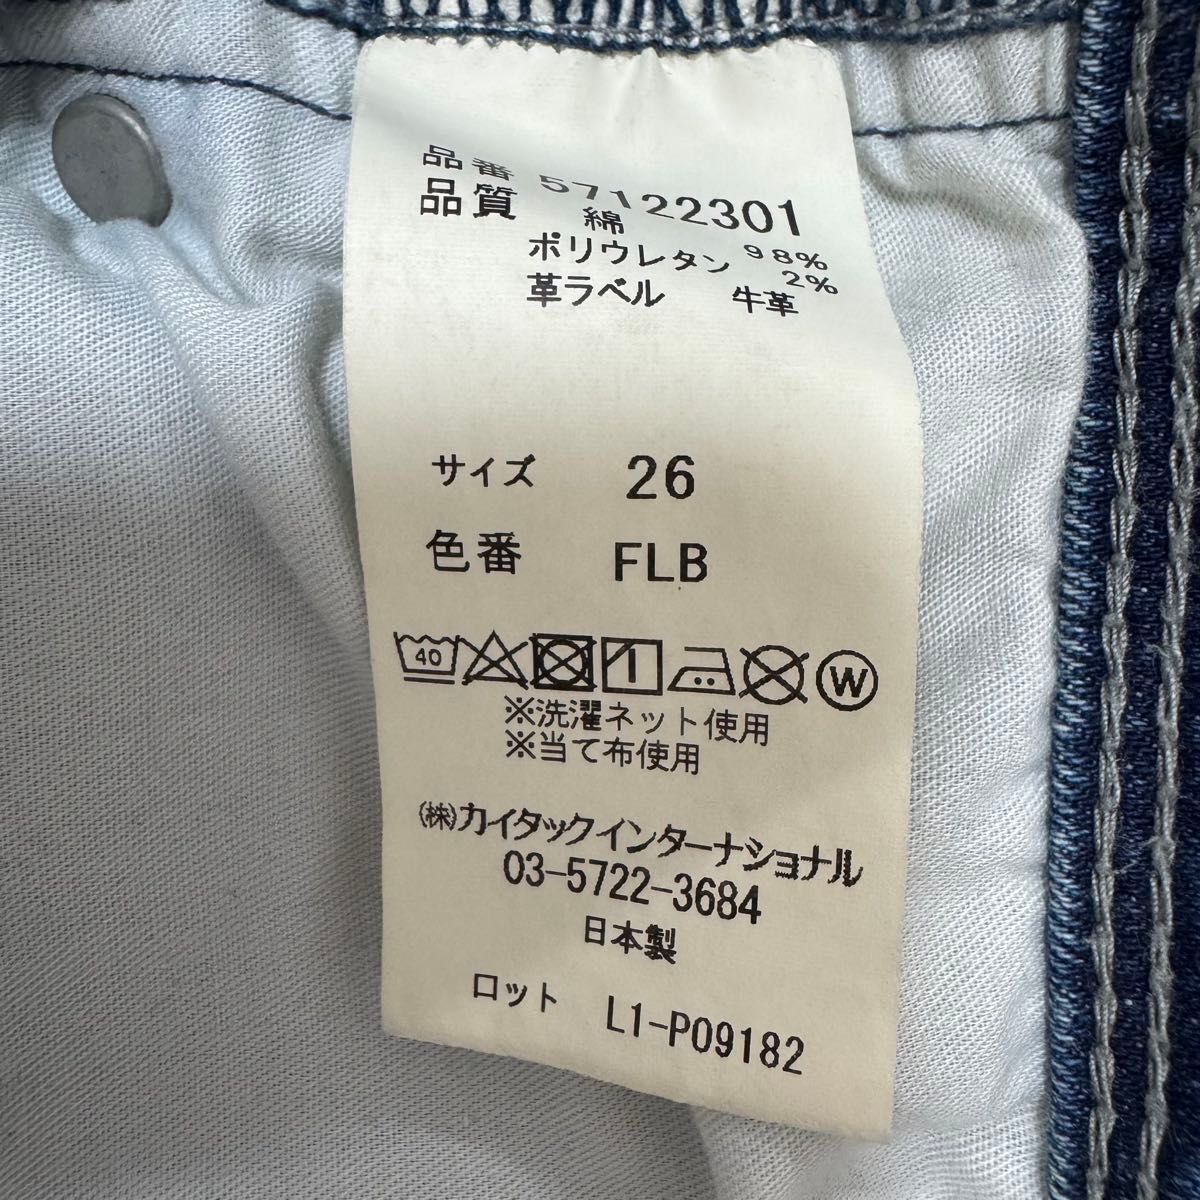 品番 57122301
品質 綿 98%
ポリウレタン 2%
革ラベル 牛革
サイズ 26
色番 FLB
40 W
※洗濯ネット使用
※当て布使用
(株)カイタックインターナショナル
03-5722-3684
日本製
ロット L1-P09182